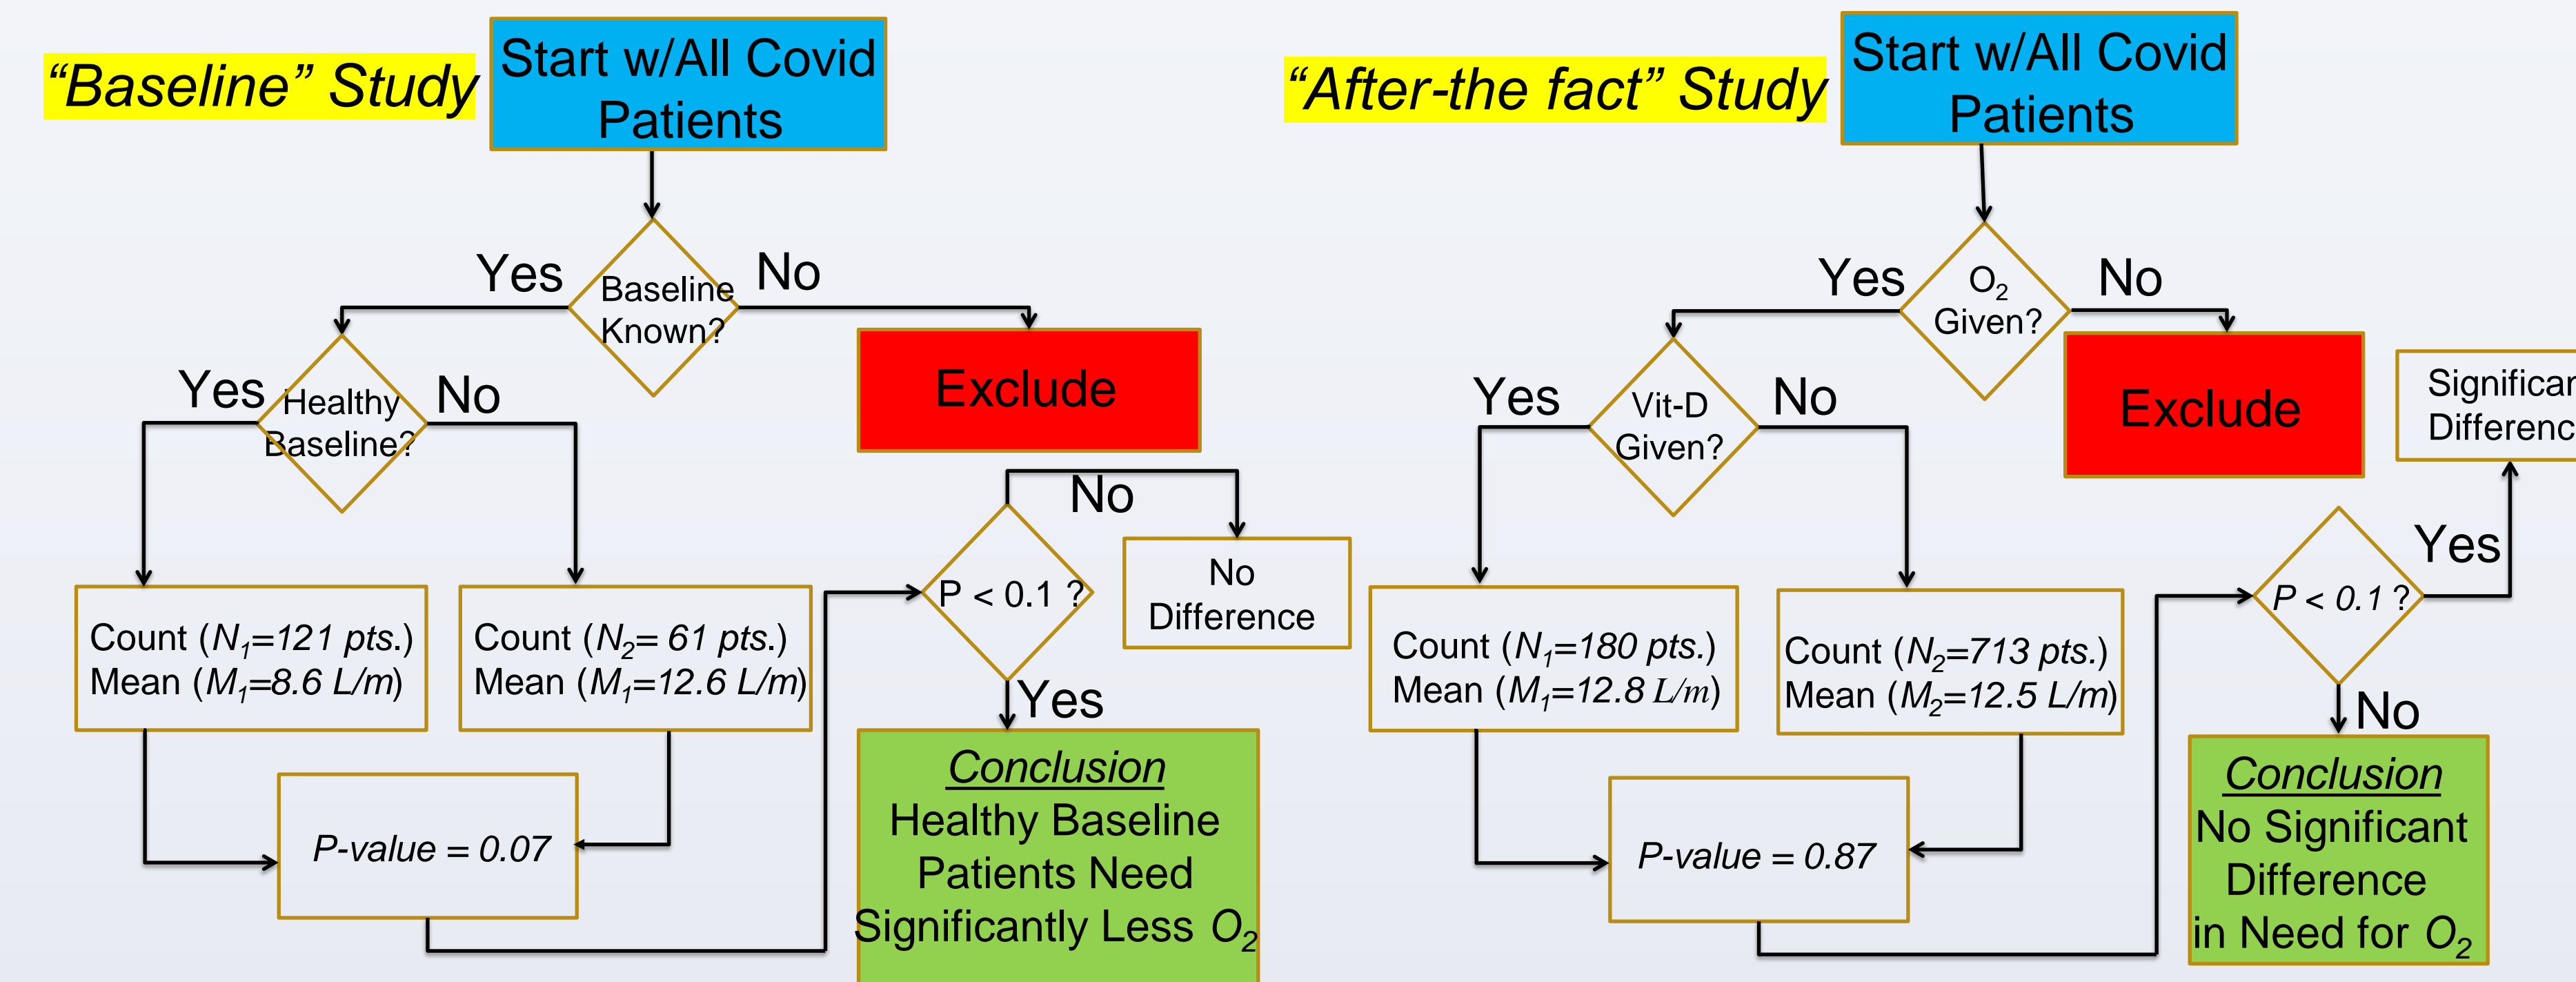 “Baseline” Study
Start w/All Covid
Patients
Yes
Baseline
Known?
No
Exclude
Yes
Healthy
Baseline?
No
Count (N₁=121 pts.)
Mean (M₁=8.6 L/m)
Count (N₂= 61 pts.)
Mean (M₁=12.6 L/m)
P-value = 0.07
P < 0.1 ?
No
No
Difference
Yes
Conclusion
Healthy Baseline
Patients Need
Significantly Less O₂
“After-the fact” Study
Start w/All Covid
Patients
Yes
O₂
Given?
No
Exclude
Yes
Vit-D
Given?
No
Count (N₁=180 pts.)
Mean (M₁=12.8 L/m)
Count (N₂=713 pts.)
Mean (M₂=12.5 L/m)
P-value = 0.87
P < 0.1 ?
Yes
No
Conclusion
No Significant
Difference
in Need for O₂